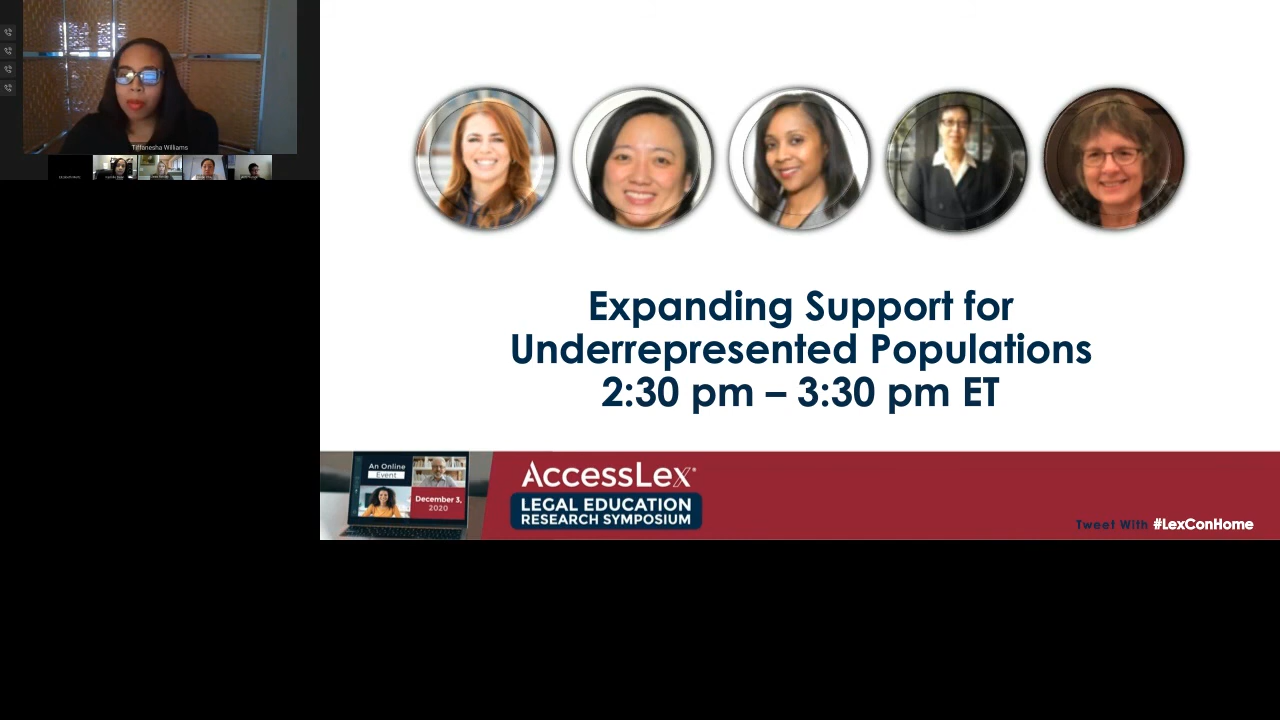 Tiffanesha Williams
Expanding Support for
Underrepresented Populations
2:30 pm – 3:30 pm ET
An Online
Event
December 3,
2020
AccessLex®
LEGAL EDUCATION
RESEARCH SYMPOSIUM
Tweet With #LexConHome